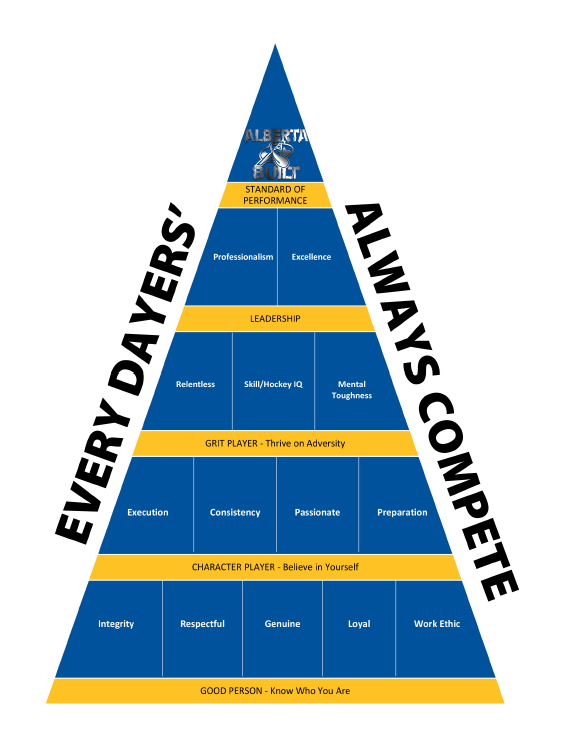 ALBERTA
BUILT
STANDARD OF
PERFORMANCE
EVERY DAYERS’
ALWAYS COMPETE
Professionalism
Excellence
LEADERSHIP
Relentless
Skill/Hockey IQ
Mental
Toughness
GRIT PLAYER - Thrive on Adversity
Execution
Consistency
Passionate
Preparation
CHARACTER PLAYER - Believe in Yourself
Integrity
Respectful
Genuine
Loyal
Work Ethic
GOOD PERSON - Know Who You Are